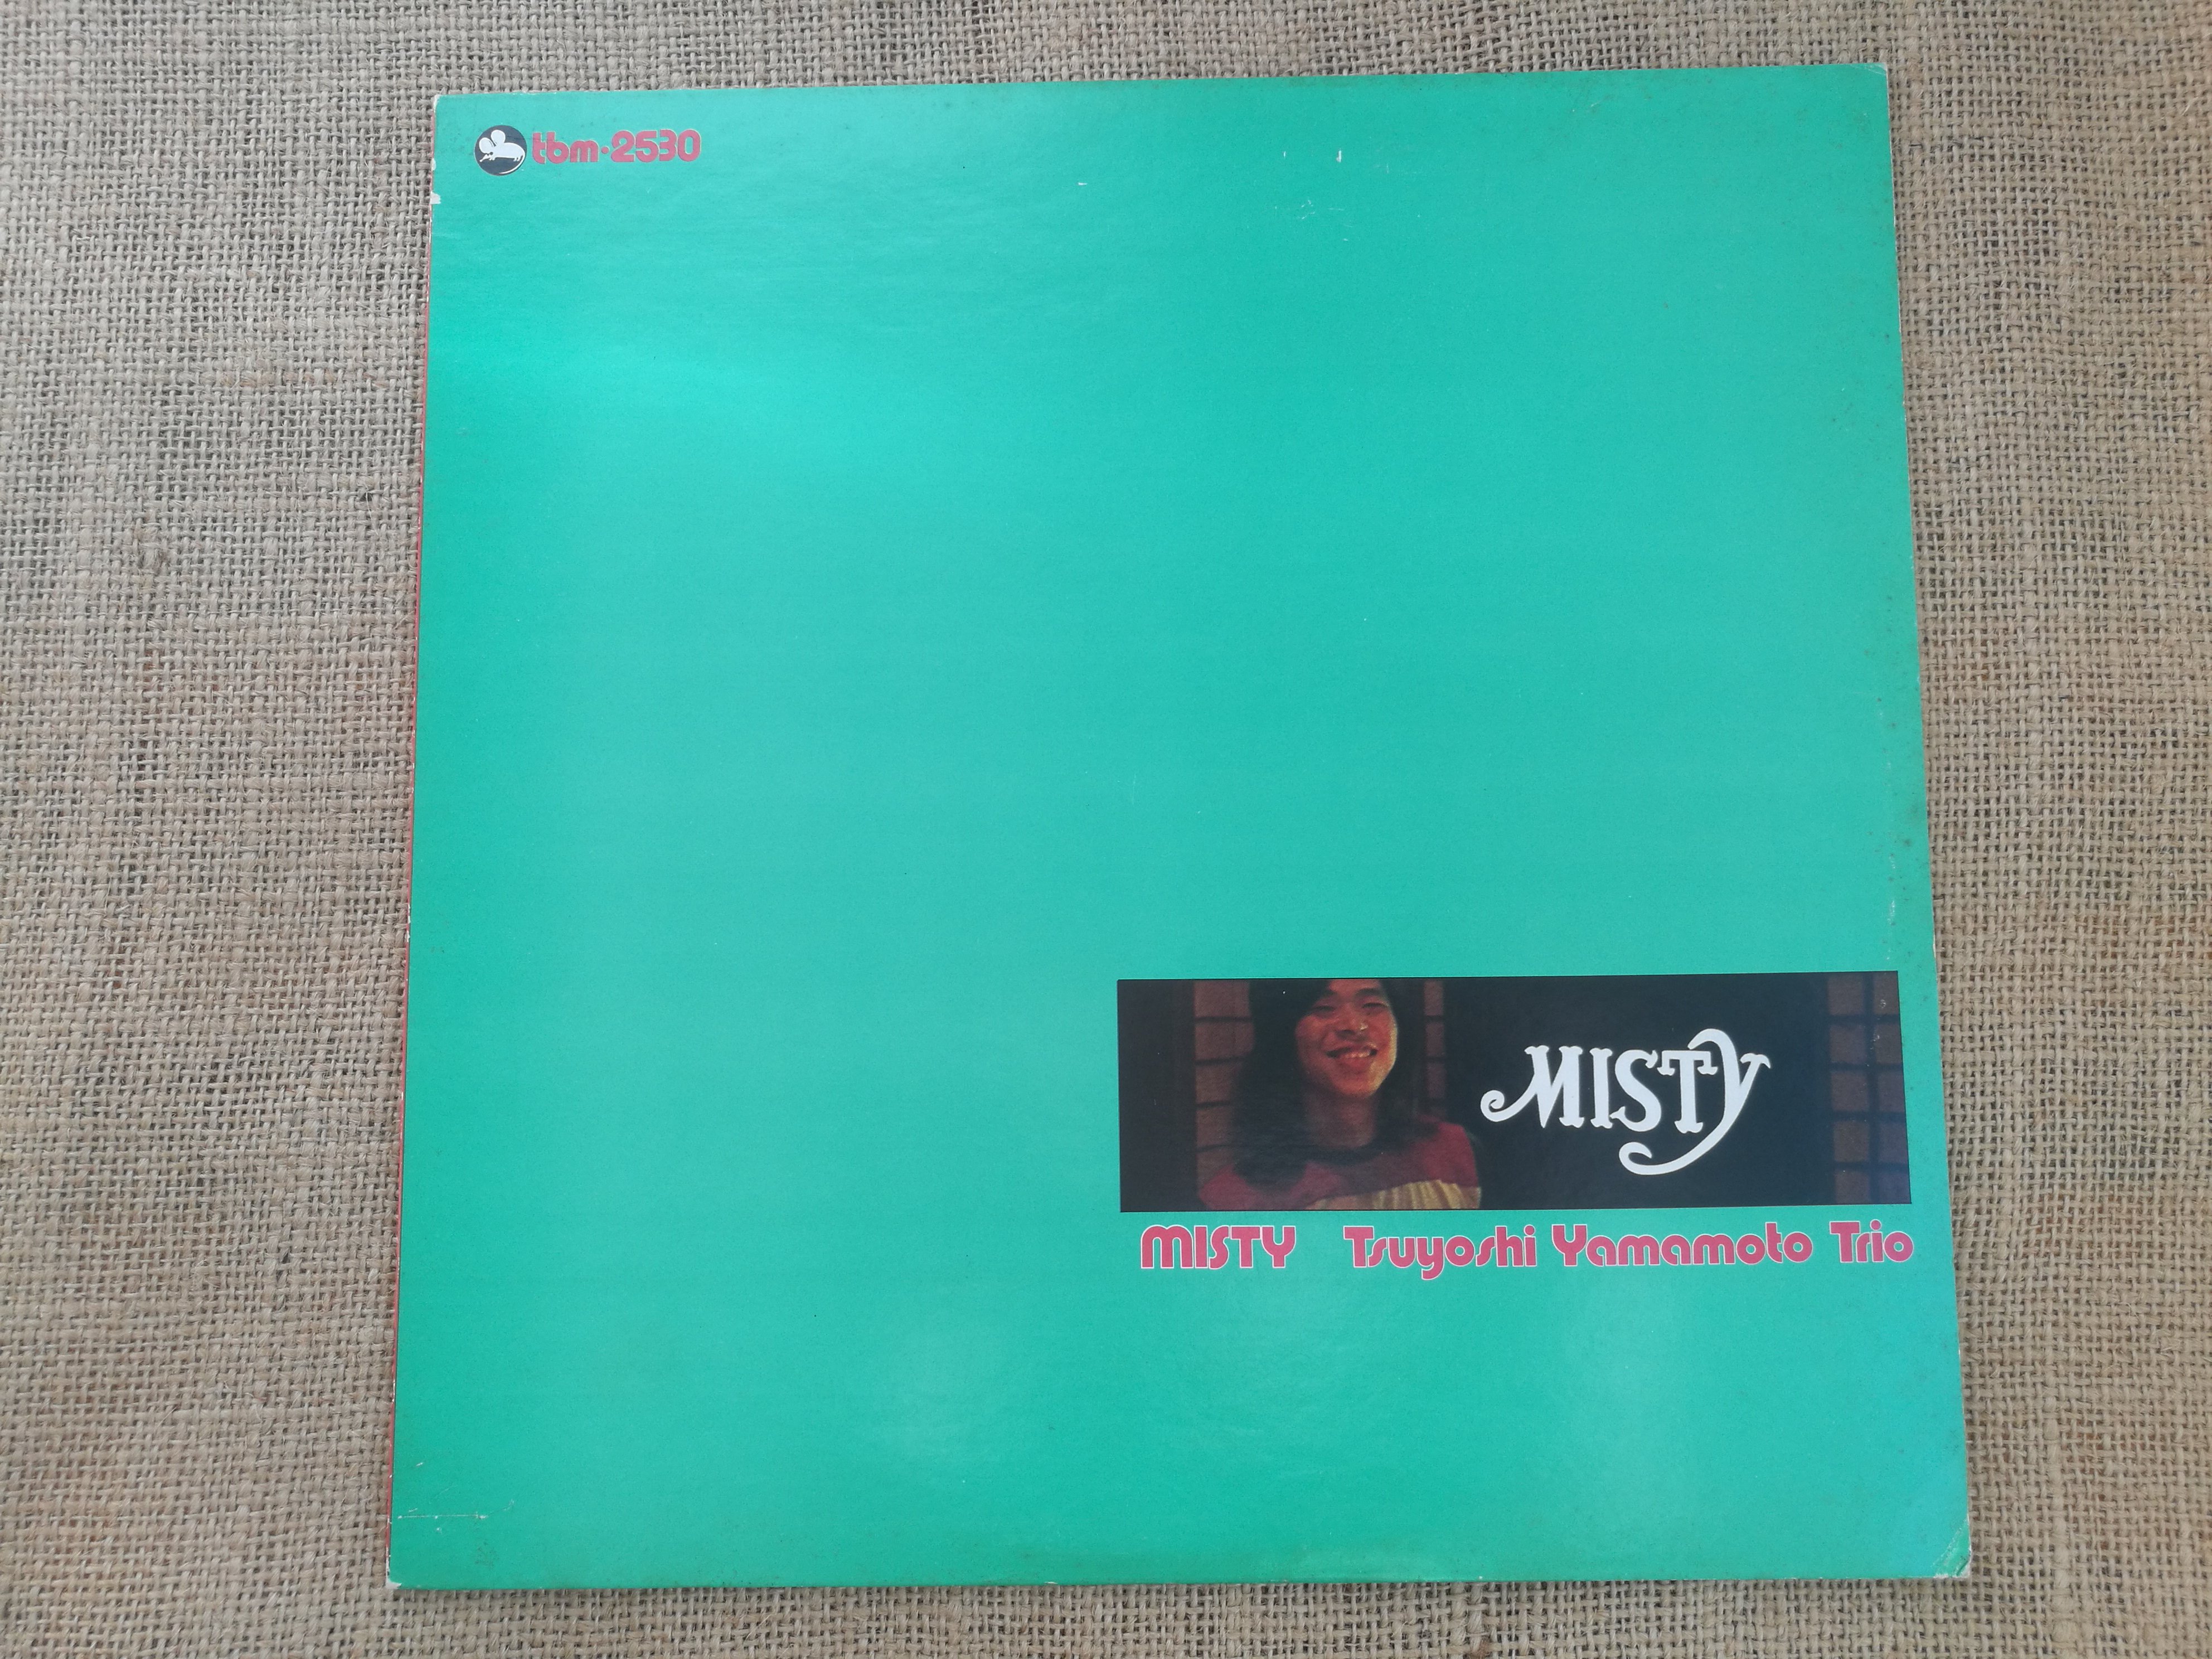 tbm-2530
MISTY
MISTY Tsuyoshi Yamamoto Trio